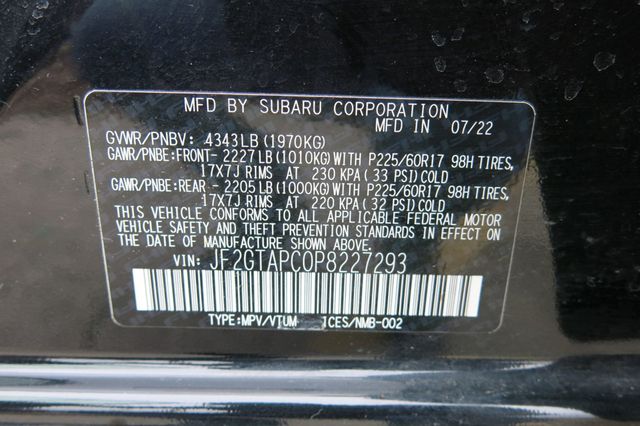 MFD BY SUBARU CORPORATION
MFD IN 07/22
GVWR/PNBV: 4343LB (1970KG)
GAWR/PNBE:FRONT- 2227LB (1010KG) WITH P225/60R17 98H TIRES,
17X7J RIMS AT 230 KPA (33 PSI) COLD
GAWR/PNBE:REAR - 2205LB (1000KG) WITH P225/60R17 98H TIRES,
17X7J RIMS AT 220 KPA (32 PSI) COLD
THIS VEHICLE CONFORMS TO ALL APPLICABLE FEDERAL MOTOR
VEHICLE SAFETY AND THEFT PREVENTION STANDARDS IN EFFECT ON
THE DATE OF MANUFACTURE SHOWN ABOVE.
VIN: JF2GTAPC0P8227293
TYPE:MPV/VTUM ICES/NMB-002